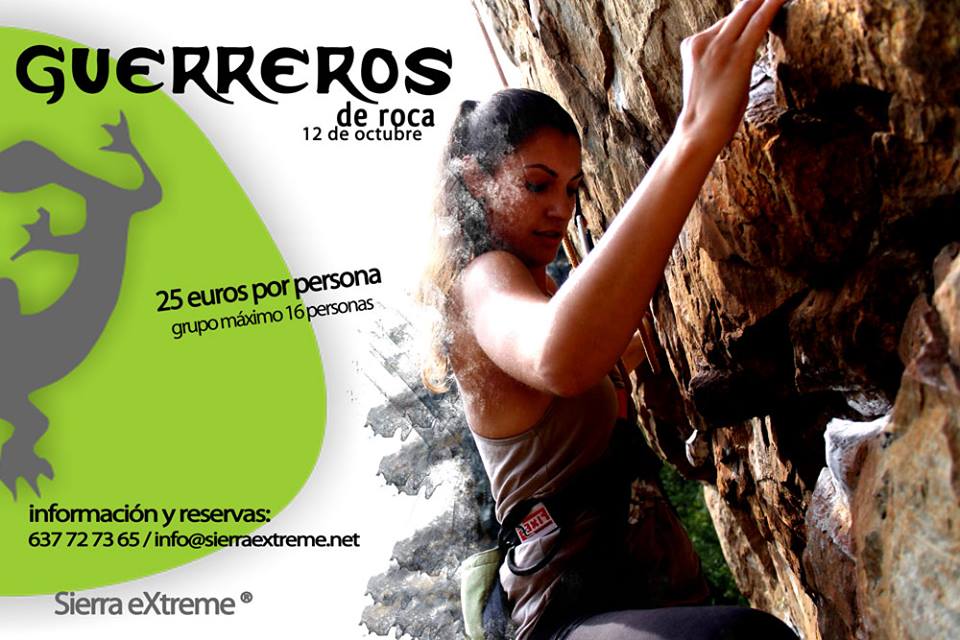 GUERREROS
de roca
12 de octubre
25 euros por persona
grupo máximo 16 personas
información y reservas:
637 72 73 65 / info@sierraextreme.net
Sierra eXtreme ®
FIXE